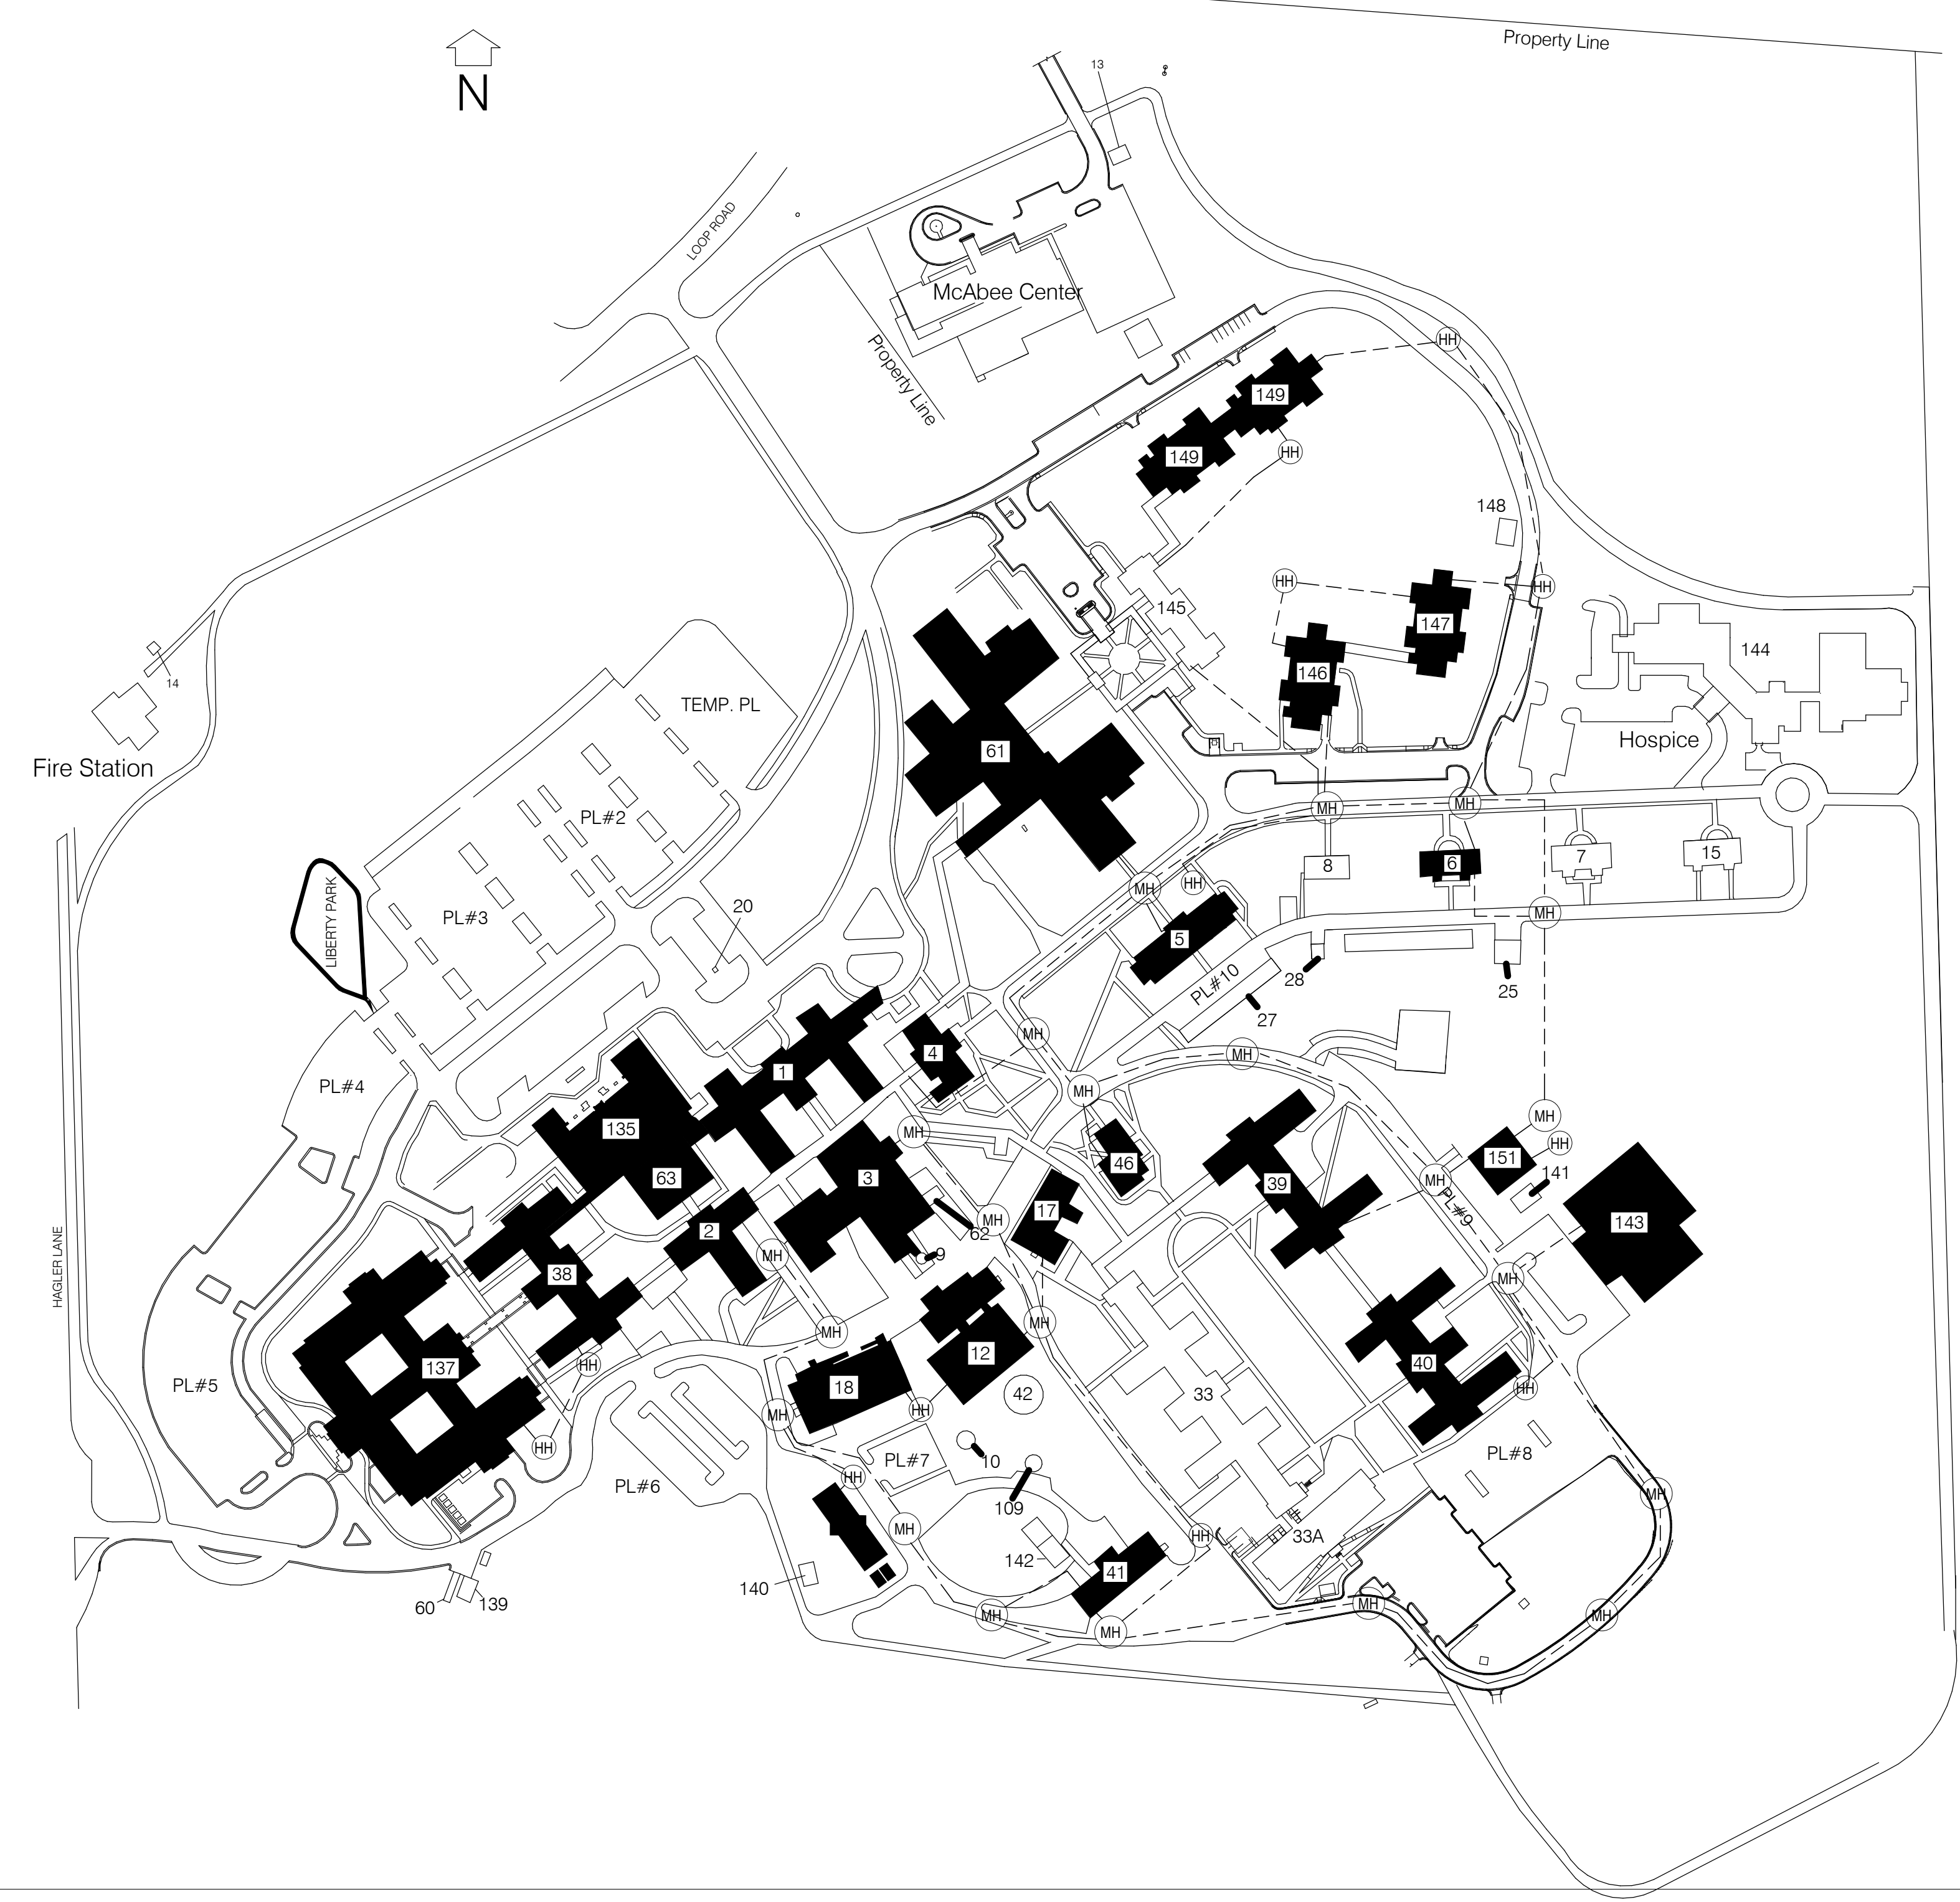 Property Line
N
13
LOOP ROAD
McAbee Center
Property Line
HH
149
149
HH
148
HH
HH
145
147
146
144
14
TEMP. PL
Hospice
Fire Station
61
PL#2
MH
MH
8
6
7
15
HH
MH
LIBERTY PARK
PL#3
20
5
MH
PL#10
28
25
27
MH
MH
4
1
PL#4
MH
MH
135
MH
HH
46
151
141
63
3
39
MH
PL#9
17
143
2
MH
62
HAGLER LANE
MH
9
38
MH
MH
MH
12
137
HH
40
PL#5
18
42
33
HH
HH
MH
HH
PL#8
10
PL#7
HH
PL#6
MH
109
MH
HH
33A
142
41
140
60
139
MH
MH
MH
MH